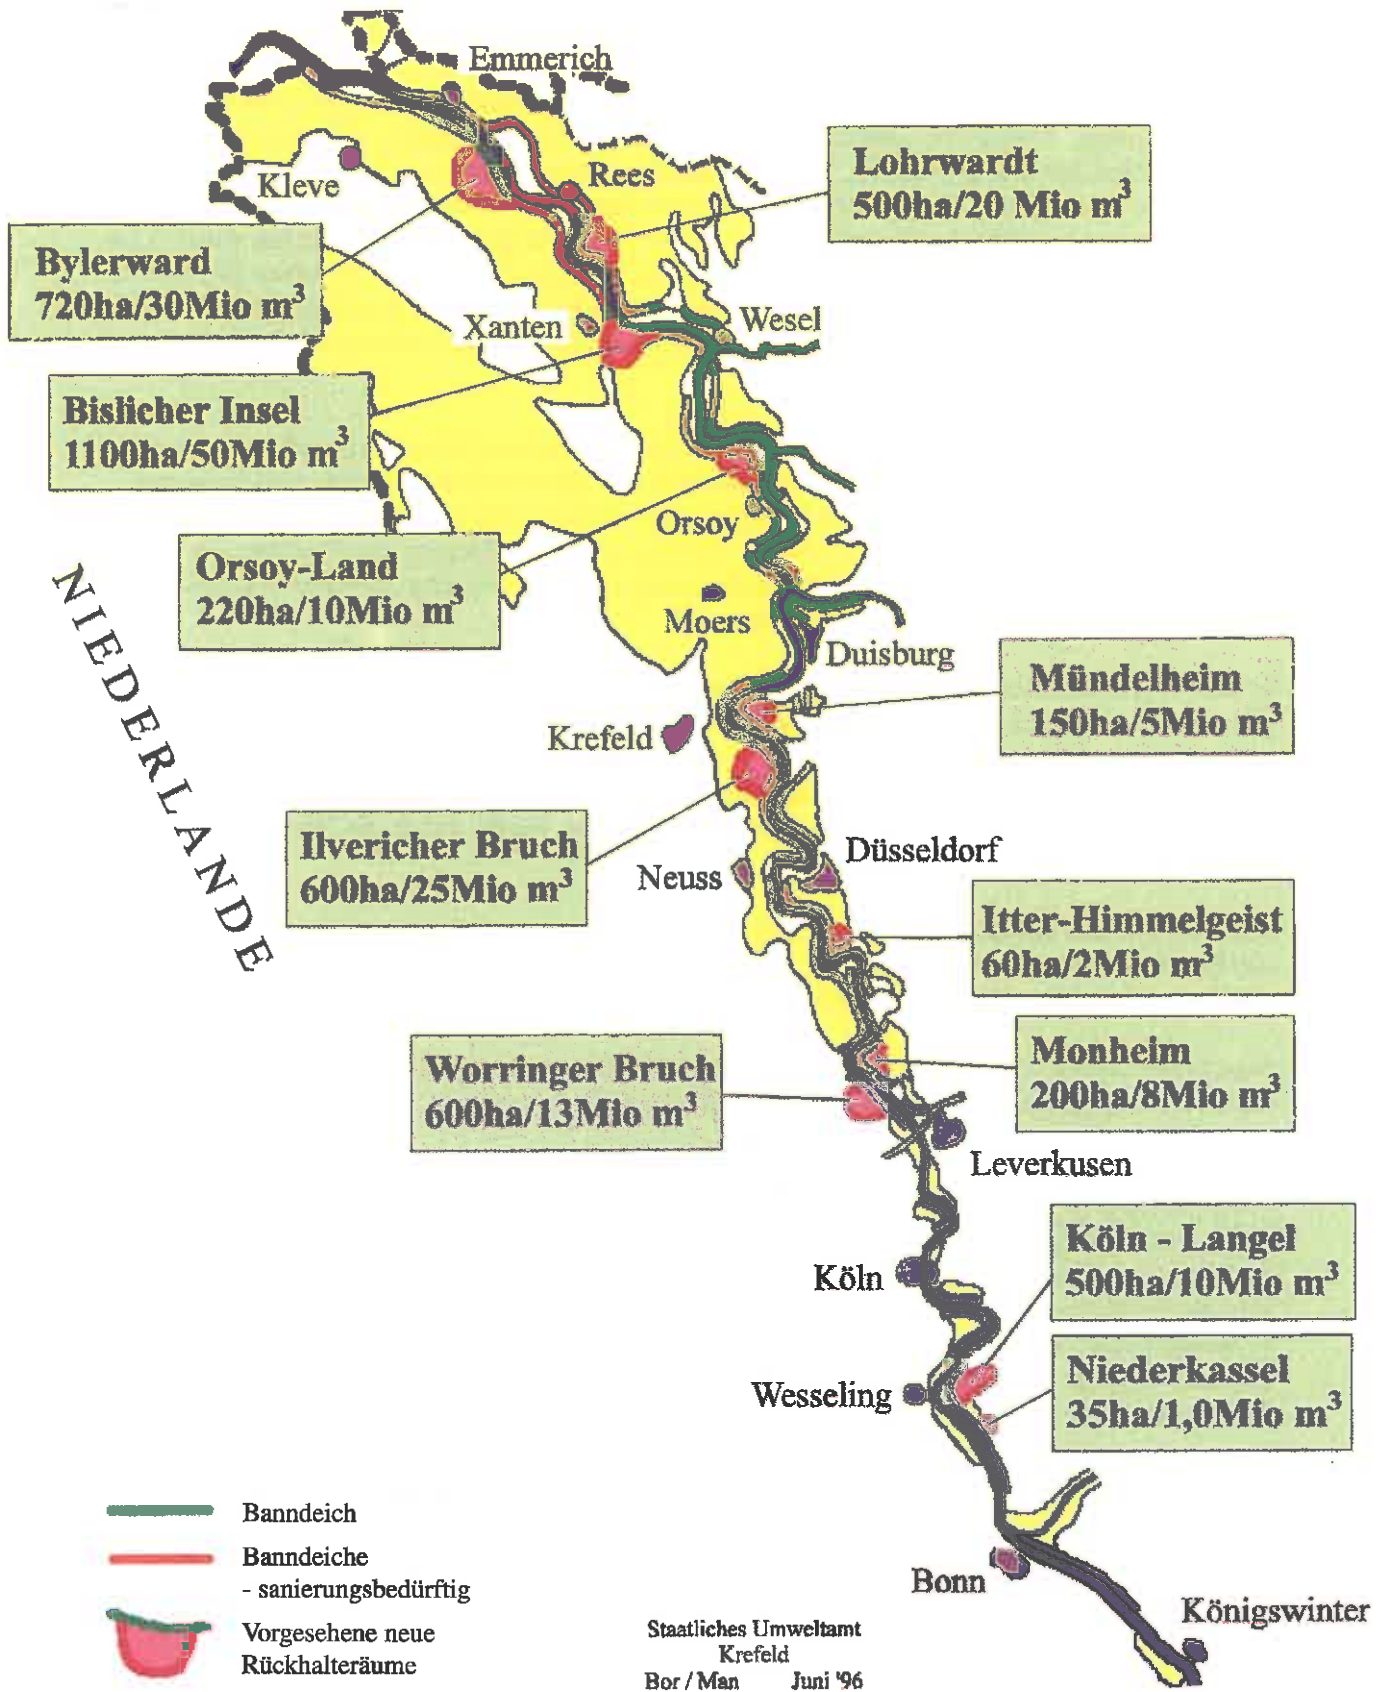 Emmerich
Kleve
Rees
Lohrwardt
500ha/20 Mio m³
Bylerward
720ha/30Mio m³
Xanten
Wesel
Bislicher Insel
1100ha/50Mio m³
Orsoy
Orsoy-Land
220ha/10Mio m³
Moers
Duisburg
NIEDERLANDE
Mündelheim
150ha/5Mio m³
Krefeld
Ilvericher Bruch
600ha/25Mio m³
Neuss
Düsseldorf
Itter-Himmelgeist
60ha/2Mio m³
Worringer Bruch
600ha/13Mio m³
Monheim
200ha/8Mio m³
Leverkusen
Köln
Köln - Langel
500ha/10Mio m³
Wesseling
Niederkassel
35ha/1,0Mio m³
Bonn
Königswinter
Banndeich
Banndeiche
- sanierungsbedürftig
Vorgesehene neue
Rückhalteräume
Staatliches Umweltamt
Krefeld
Bor / Man Juni '96